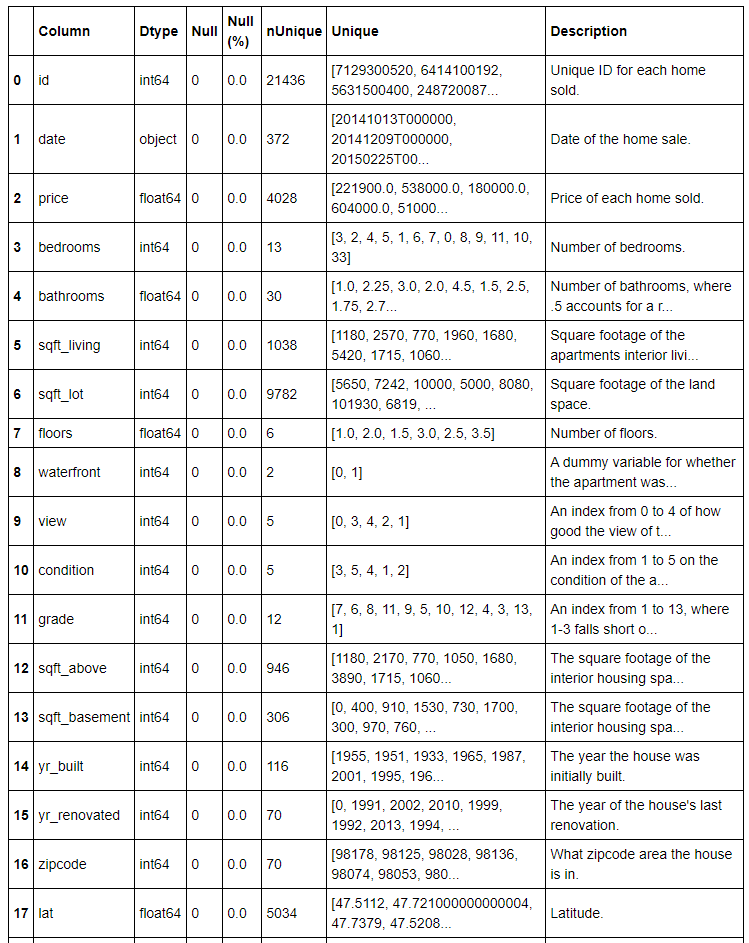 Column Dtype Null Null (%) nUnique Unique Description
0 id int64 0 0.0 21436 [7129300520, 6414100192, 5631500400, 248720087... Unique ID for each home sold.
1 date object 0 0.0 372 [20141013T000000, 20141209T000000, 20150225T00... Date of the home sale.
2 price float64 0 0.0 4028 [221900.0, 538000.0, 180000.0, 604000.0, 51000... Price of each home sold.
3 bedrooms int64 0 0.0 13 [3, 2, 4, 5, 1, 6, 7, 0, 8, 9, 11, 10, 33] Number of bedrooms.
4 bathrooms float64 0 0.0 30 [1.0, 2.25, 3.0, 2.0, 4.5, 1.5, 2.5, 1.75, 2.7... Number of bathrooms, where .5 accounts for a r...
5 sqft_living int64 0 0.0 1038 [1180, 2570, 770, 1960, 1680, 5420, 1715, 1060... Square footage of the apartments interior livi...
6 sqft_lot int64 0 0.0 9782 [5650, 7242, 10000, 5000, 8080, 101930, 6819, ... Square footage of the land space.
7 floors float64 0 0.0 6 [1.0, 2.0, 1.5, 3.0, 2.5, 3.5] Number of floors.
8 waterfront int64 0 0.0 2 [0, 1] A dummy variable for whether the apartment was...
9 view int64 0 0.0 5 [0, 3, 4, 2, 1] An index from 0 to 4 of how good the view of t...
10 condition int64 0 0.0 5 [3, 5, 4, 1, 2] An index from 1 to 5 on the condition of the a...
11 grade int64 0 0.0 12 [7, 6, 8, 11, 9, 5, 10, 12, 4, 3, 13, 1] An index from 1 to 13, where 1-3 falls short o...
12 sqft_above int64 0 0.0 946 [1180, 2170, 770, 1050, 1680, 3890, 1715, 1060... The square footage of the interior housing spa...
13 sqft_basement int64 0 0.0 306 [0, 400, 910, 1530, 730, 1700, 300, 970, 760, ... The square footage of the interior housing spa...
14 yr_built int64 0 0.0 116 [1955, 1951, 1933, 1965, 1987, 2001, 1995, 196... The year the house was initially built.
15 yr_renovated int64 0 0.0 70 [0, 1991, 2002, 2010, 1999, 1992, 2013, 1994, ... The year of the house's last renovation.
16 zipcode int64 0 0.0 70 [98178, 98125, 98028, 98136, 98074, 98053, 980... What zipcode area the house is in.
17 lat float64 0 0.0 5034 [47.5112, 47.721000000000004, 47.7379, 47.5208... Latitude.